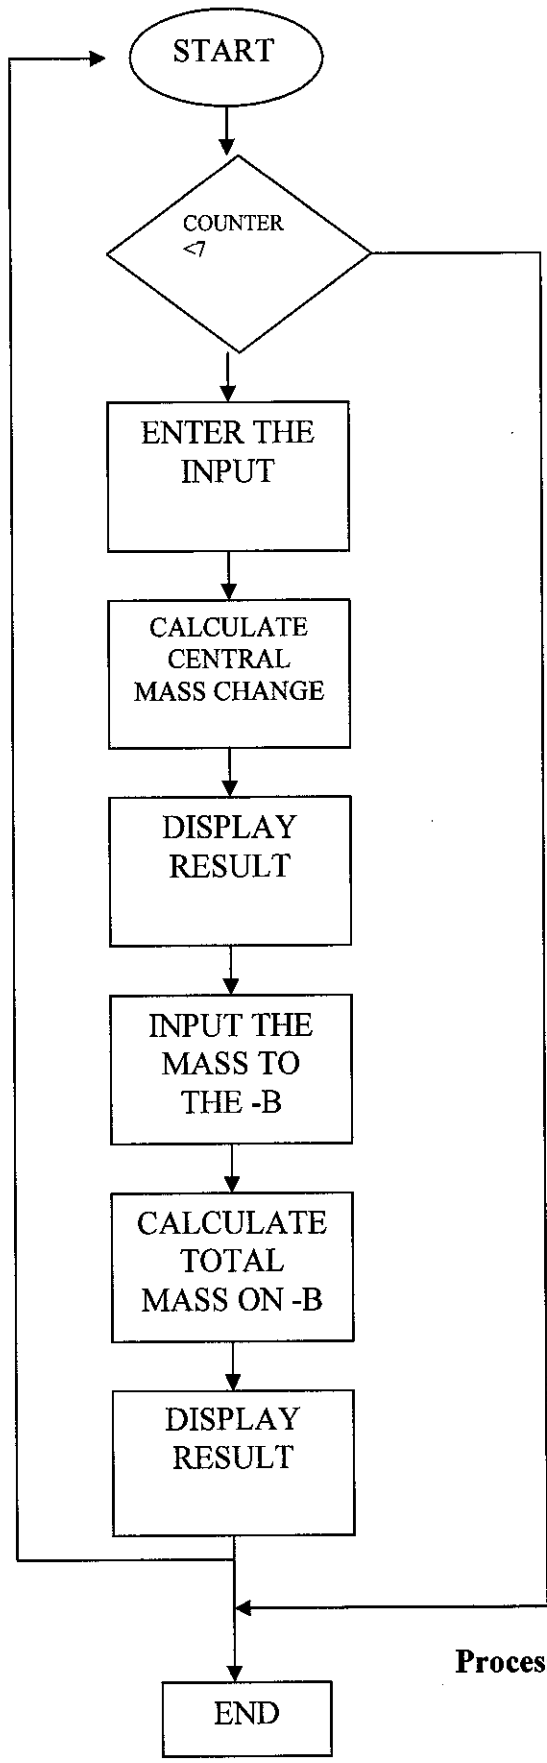 START
COUNTER
<7
ENTER THE
INPUT
CALCULATE
CENTRAL
MASS CHANGE
DISPLAY
RESULT
INPUT THE
MASS TO
THE -B
CALCULATE
TOTAL
MASS ON -B
DISPLAY
RESULT
Proces
END